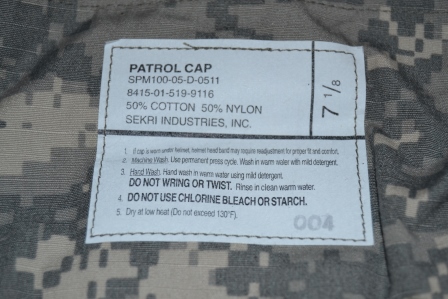 PATROL CAP
SPM100-05-D-0511
8415-01-519-9116
50% COTTON 50% NYLON
SEKRI INDUSTRIES, INC.
7 1/8
1. If cap is worn under helmet, helmet head band may require readjustment for proper fit and comfort.
2. Machine Wash. Use permanent press cycle. Wash in warm water with mild detergent.
3. Hand Wash. Hand wash in warm water using mild detergent.
DO NOT WRING OR TWIST. Rinse in clean warm water.
4. DO NOT USE CHLORINE BLEACH OR STARCH.
5. Dry at low heat (Do not exceed 130°F).
004